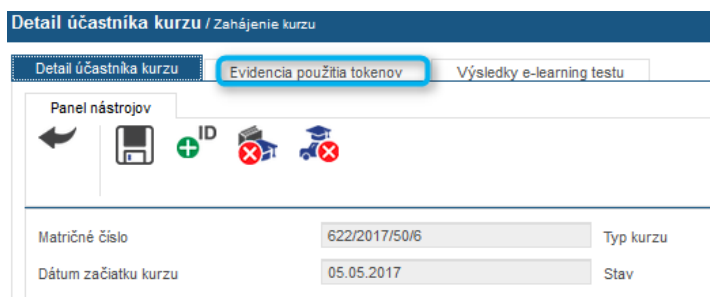 Detail účastníka kurzu / Zahájenie kurzu
Detail účastníka kurzu Evidencia použitia tokenov Výsledky e-learning testu
Panel nástrojov
ID
Matričné číslo 622/2017/50/6 Typ kurzu
Dátum začiatku kurzu 05.05.2017 Stav